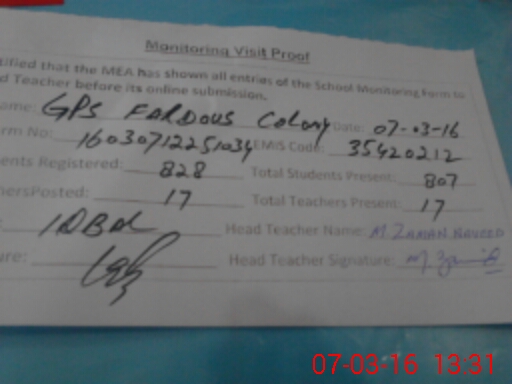 Monitoring Visit Proof
tified that the MEA has shown all entries of the School Monitoring Form to
d Teacher before its online submission.
ame: GPS FARDOUS Colony Date: 07-03-16
rm No: 16030712251034 EMIS Code: 35420212
ents Registered: 828 Total Students Present: 807
hersPosted: 17 Total Teachers Present: 17
Head Teacher Name: M ZAMAN NAVEED
ure: Head Teacher Signature:
07-03-16 13:31